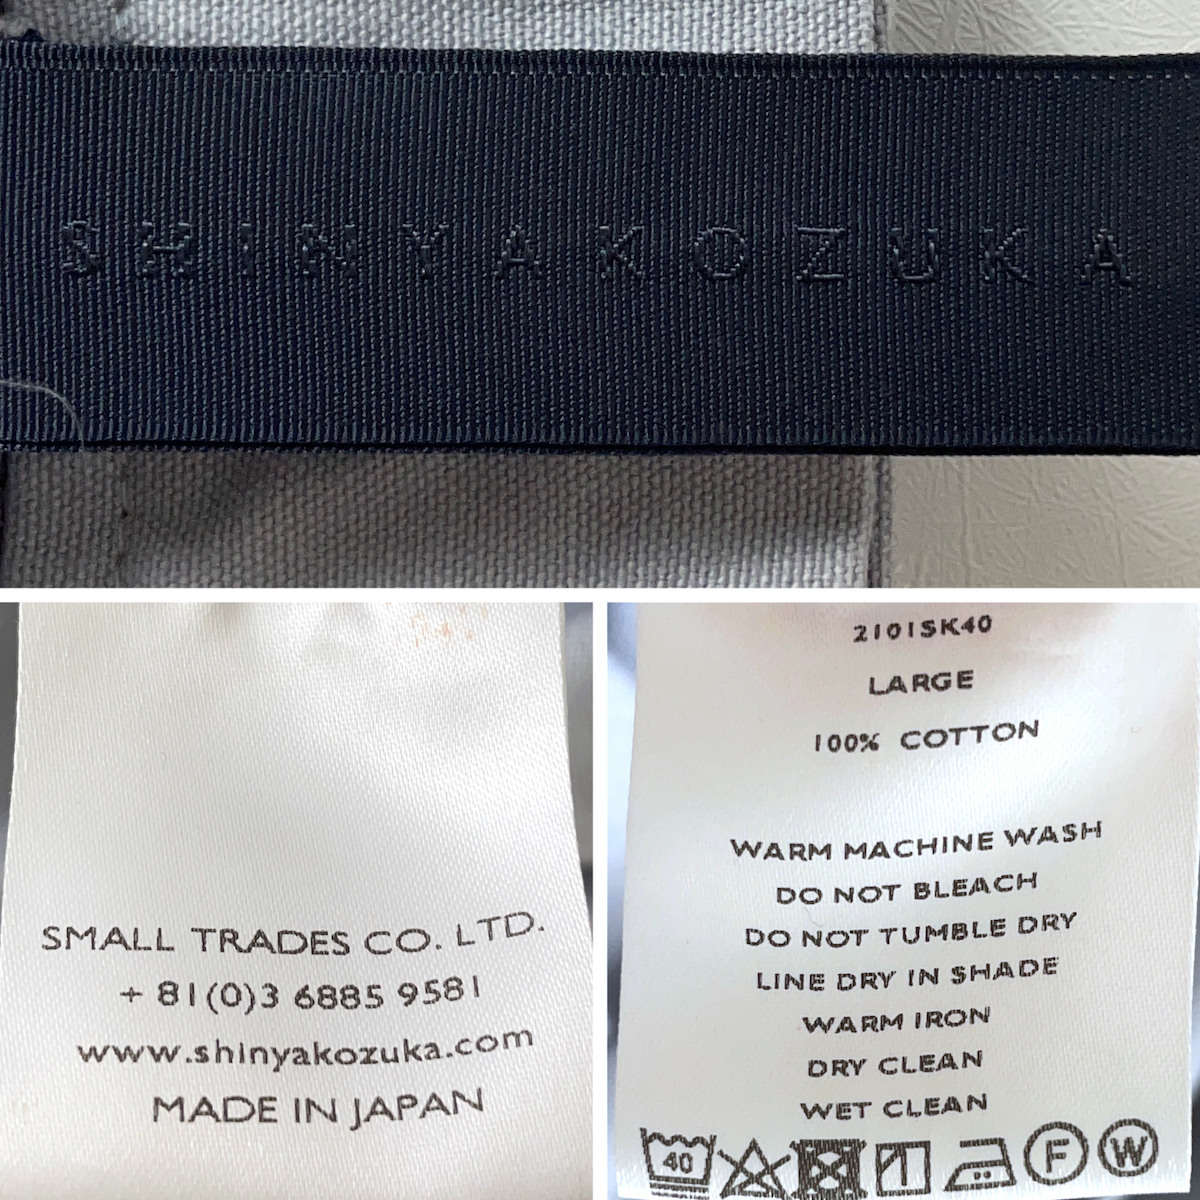 SHINYAKOZUKA
SMALL TRADES CO. LTD.
+ 81(0)3 6885 9581
www.shinyakozuka.com
MADE IN JAPAN
2101SK40
LARGE
100% COTTON
WARM MACHINE WASH
DO NOT BLEACH
DO NOT TUMBLE DRY
LINE DRY IN SHADE
WARM IRON
DRY CLEAN
WET CLEAN
40 F W